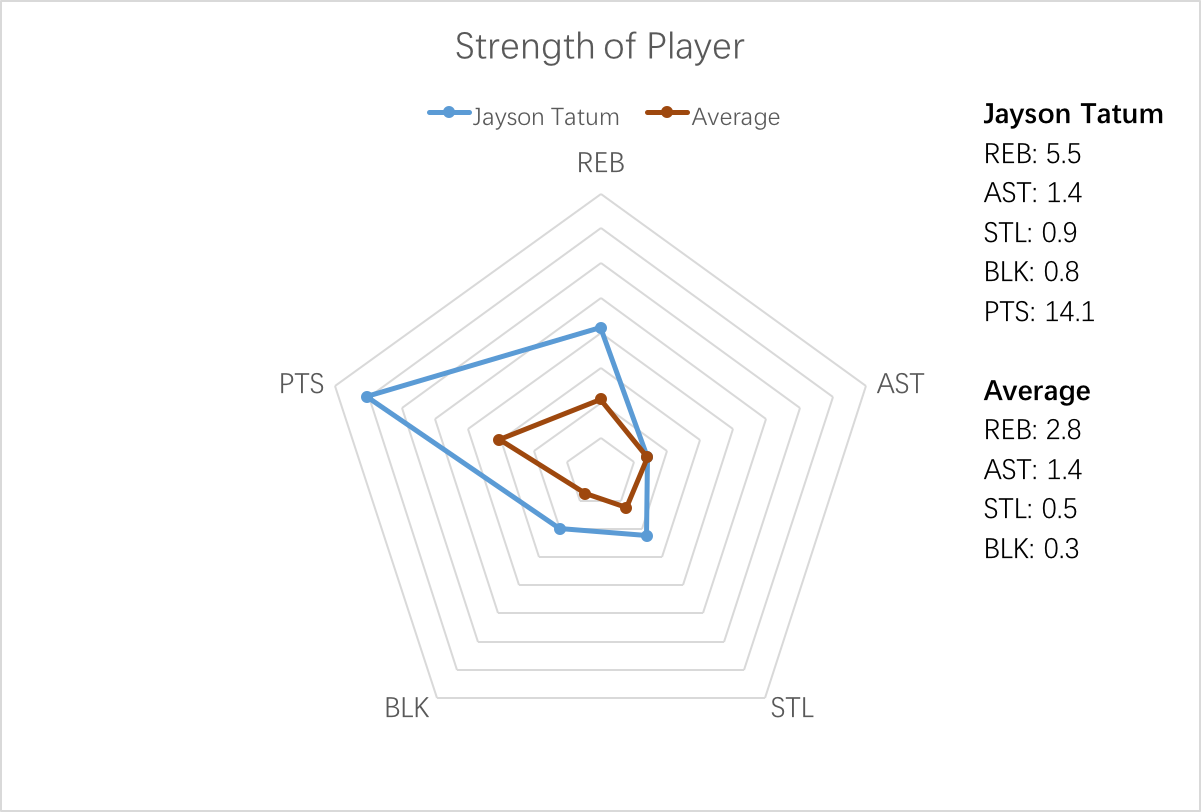 Strength of Player
Jayson Tatum
Average
REB
AST
STL
BLK
PTS
Jayson Tatum
REB: 5.5
AST: 1.4
STL: 0.9
BLK: 0.8
PTS: 14.1
Average
REB: 2.8
AST: 1.4
STL: 0.5
BLK: 0.3